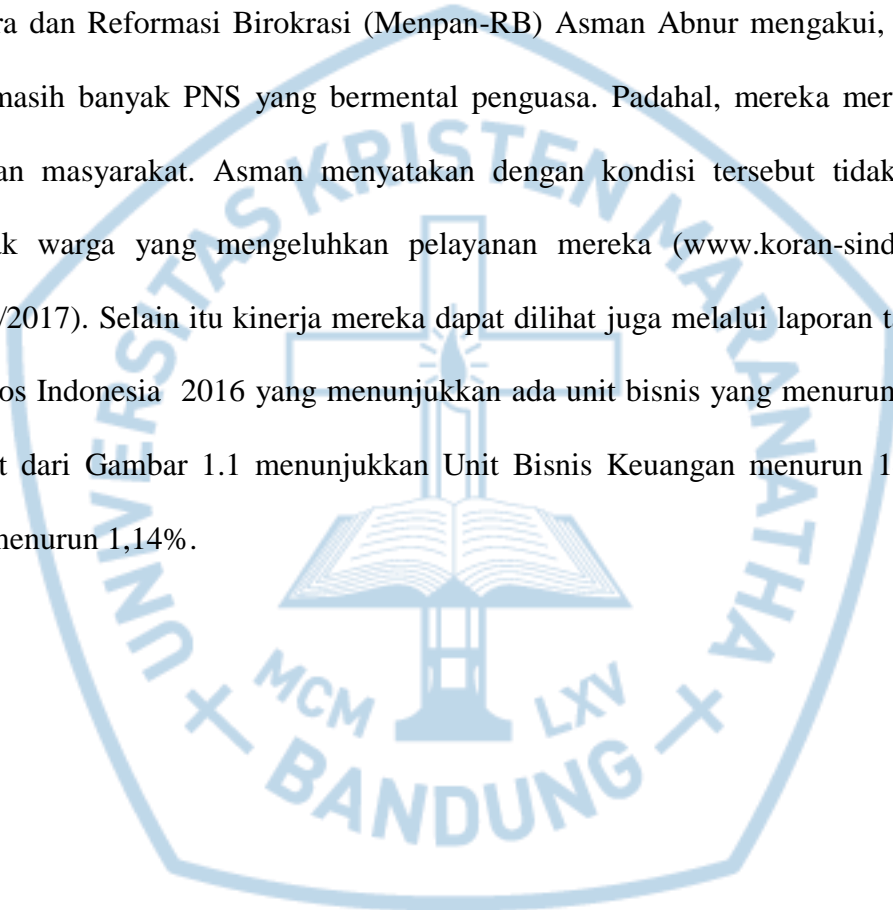 ra dan Reformasi Birokrasi (Menpan-RB) Asman Abnur mengakui,
masih banyak PNS yang bermental penguasa. Padahal, mereka mer
an masyarakat. Asman menyatakan dengan kondisi tersebut tidak
k warga yang mengeluhkan pelayanan mereka (www.koran-sind
/2017). Selain itu kinerja mereka dapat dilihat juga melalui laporan t
os Indonesia 2016 yang menunjukkan ada unit bisnis yang menurun
t dari Gambar 1.1 menunjukkan Unit Bisnis Keuangan menurun 1
menurun 1,14%.
UNIVERSITAS KRISTEN MARANATHA
MCM LXV
BANDUNG